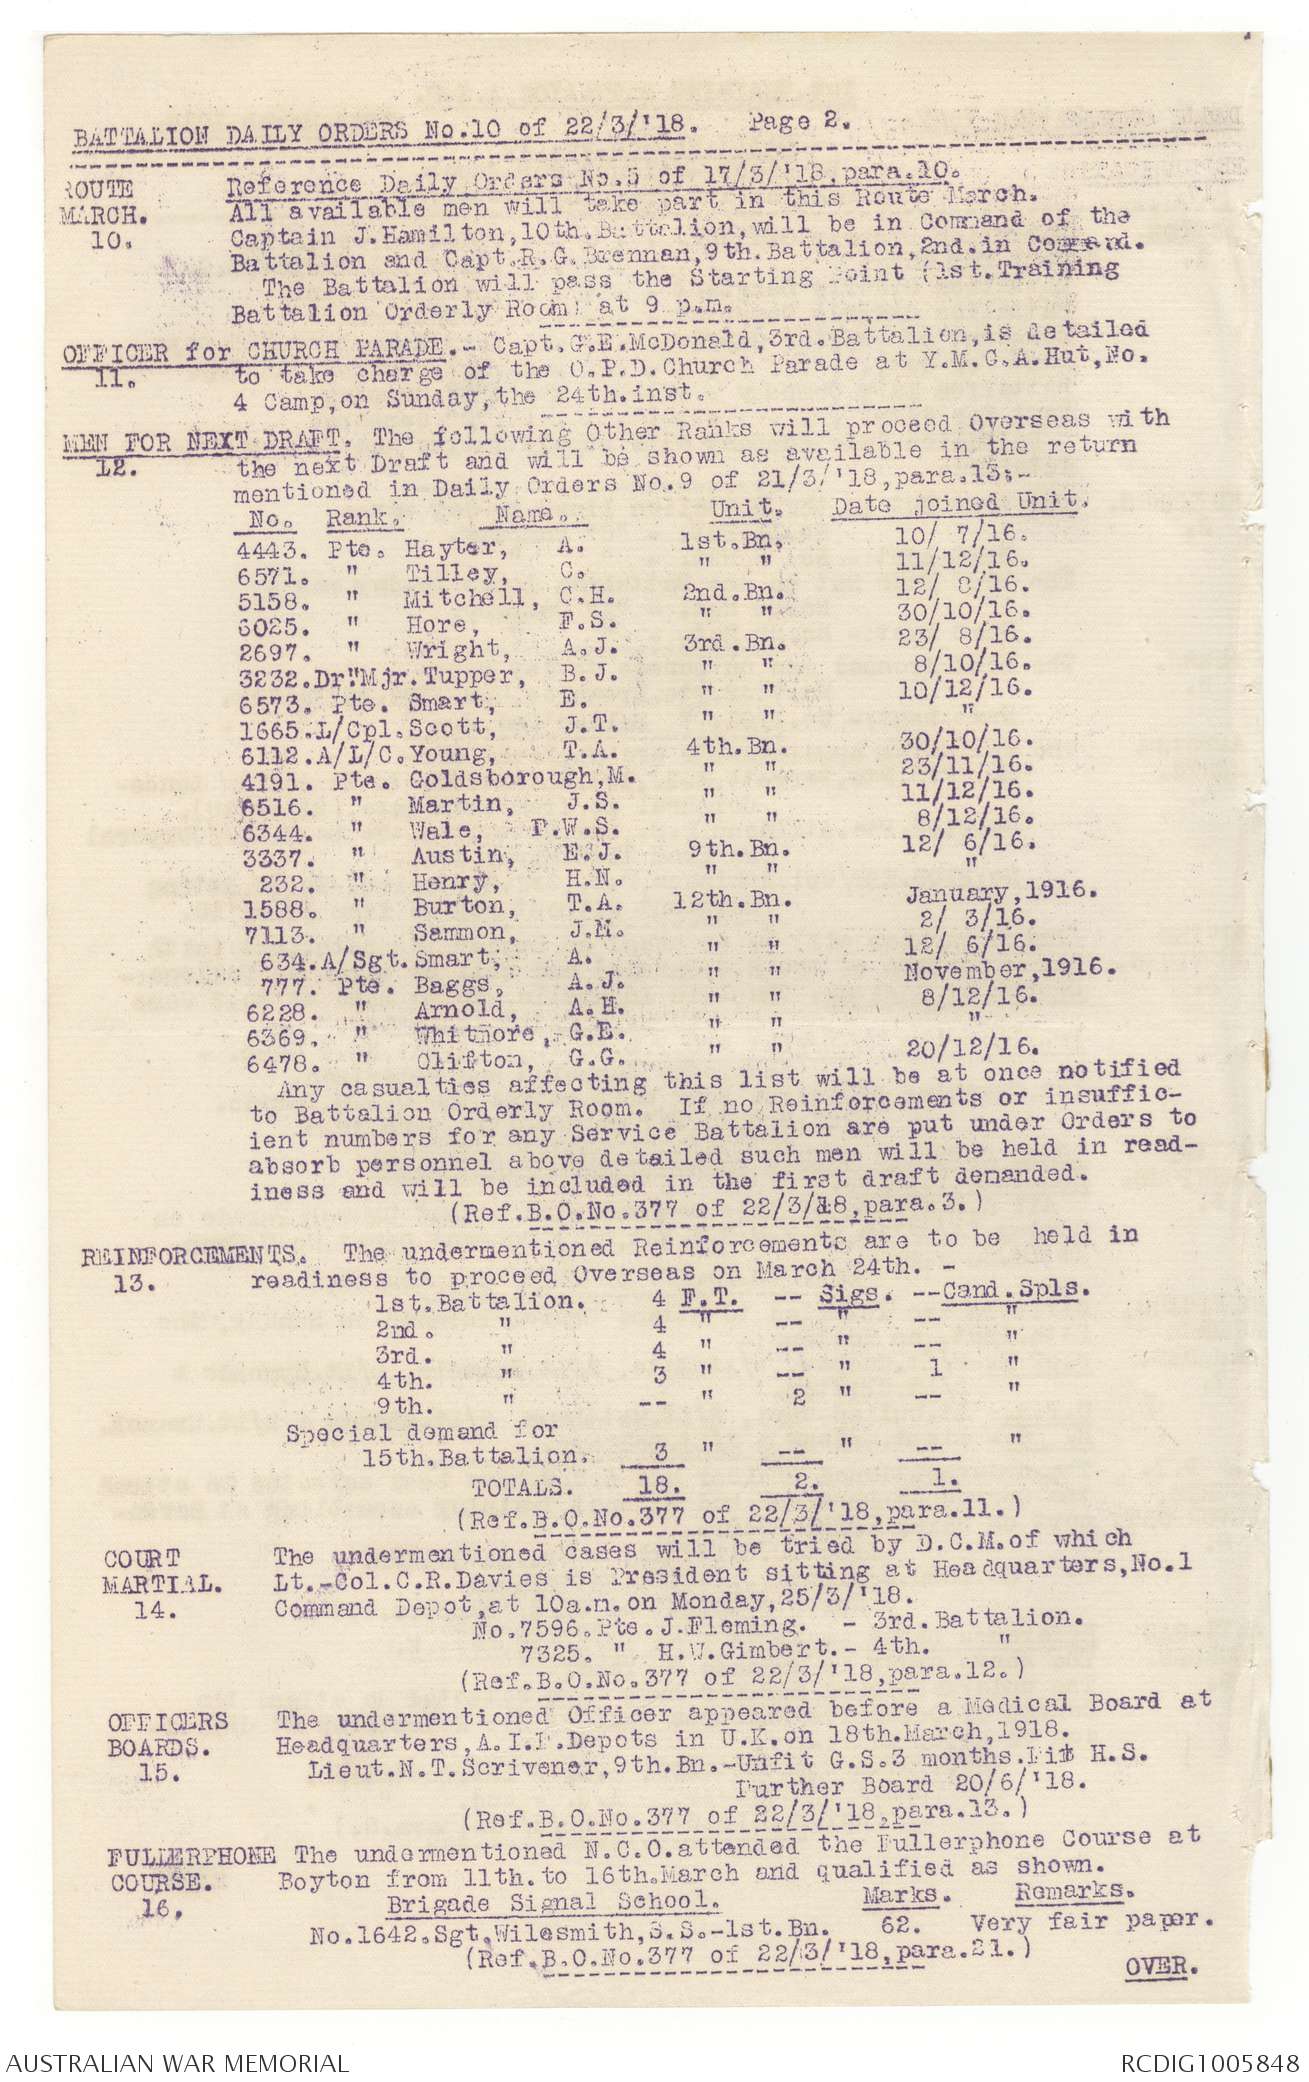 BATTALION DAILY ORDERS No.10 of 22/3/'18. Page 2.
ROUTE Reference Daily Orders No.5 of 17/3/'18,para.10.
MARCH. All available men will take part in this Route March.
10. Captain J.Hamilton,10th.Battalion,will be in Command of the
Battalion and Capt.R.G.Brennan,9th.Battalion,2nd.in Command.
The Battalion will pass the Starting Point (1st.Training
Battalion Orderly Room) at 9 p.m.
OFFICER for CHURCH PARADE.- Capt.G.E.McDonald,3rd.Battalion,is detailed
11. to take charge of the O.P.D.Church Parade at Y.M.C.A.Hut,No.
4 Camp,on Sunday,the 24th.inst.
MEN FOR NEXT DRAFT. The following Other Ranks will proceed Overseas with
12. the next Draft and will be shown as available in the return
mentioned in Daily Orders No.9 of 21/3/'18,para.15:-
No. Rank. Name. Unit. Date joined Unit.
4443. Pte. Hayter, A. 1st.Bn. 10/ 7/16.
6571. " Tilley, C. " " 11/12/16.
5158. " Mitchell, C.H. 2nd.Bn. 12/ 8/16.
6025. " Hore, F.S. " " 30/10/16.
2697. " Wright, A.J. 3rd.Bn. 23/ 8/16.
3232.Dr"Mjr.Tupper, B.J. " " 8/10/16.
6573. Pte. Smart, E. " " 10/12/16.
1665.L/Cpl.Scott, J.T. " " "
6112.A/L/C.Young, T.A. 4th.Bn. 30/10/16.
4191. Pte. Goldsborough,M. " " 23/11/16.
6516. " Martin, J.S. " " 11/12/16.
6344. " Wale, F.W.S. " " 8/12/16.
3337. " Austin, E.J. 9th.Bn. 12/ 6/16.
232. " Henry, H.N. " " "
1588. " Burton, T.A. 12th.Bn. January,1916.
7113. " Sammon, J.M. " " 2/ 3/16.
634.A/Sgt.Smart, A. " " 12/ 6/16.
777. Pte. Baggs, A.J. " " November,1916.
6228. " Arnold, A.H. " " 8/12/16.
6369. " Whitmore, G.E. " " "
6478. " Clifton, G.G. " " 20/12/16.
Any casualties affecting this list will be at once notified
to Battalion Orderly Room. If no Reinforcements or insuffic-
ient numbers for any Service Battalion are put under Orders to
absorb personnel above detailed such men will be held in read-
iness and will be included in the first draft demanded.
(Ref.B.O.No.377 of 22/3/18,para.3.)
REINFORCEMENTS. The undermentioned Reinforcements are to be held in
13. readiness to proceed Overseas on March 24th. -
1st.Battalion. 4 F.T. -- Sigs. --Cand.Spls.
2nd. " 4 " -- " -- "
3rd. " 4 " -- " -- "
4th. " 3 " -- " 1 "
9th. " -- " 2 " -- "
Special demand for
15th.Battalion. 3 " -- " -- "
TOTALS. 18. 2. 1.
(Ref.B.O.No.377 of 22/3/'18,para.11.)
COURT The undermentioned cases will be tried by D.C.M.of which
MARTIAL. Lt.-Col.C.R.Davies is President sitting at Headquarters,No.1
14. Command Depot,at 10a.m.on Monday,25/3/'18.
No.7596.Pte.J.Fleming. - 3rd.Battalion.
7325. " H.W.Gimbert.- 4th. "
(Ref.B.O.No.377 of 22/3/'18,para.12.)
OFFICERS The undermentioned Officer appeared before a Medical Board at
BOARDS. Headquarters,A.I.F.Depots in U.K.on 18th.March,1918.
15. Lieut.N.T.Scrivener,9th.Bn.-Unfit G.S.3 months.Fit H.S.
Further Board 20/6/'18.
(Ref.B.O.No.377 of 22/3/'18,para.13.)
FULLERPHONE The undermentioned N.C.O.attended the Fullerphone Course at
COURSE. Boyton from 11th.to 16th.March and qualified as shown.
16. Brigade Signal School. Marks. Remarks.
No.1642.Sgt.Wilesmith,S.S.-1st.Bn. 62. Very fair paper.
(Ref.B.O.No.377 of 22/3/'18,para.21.)
OVER.
AUSTRALIAN WAR MEMORIAL RCDIG1005848